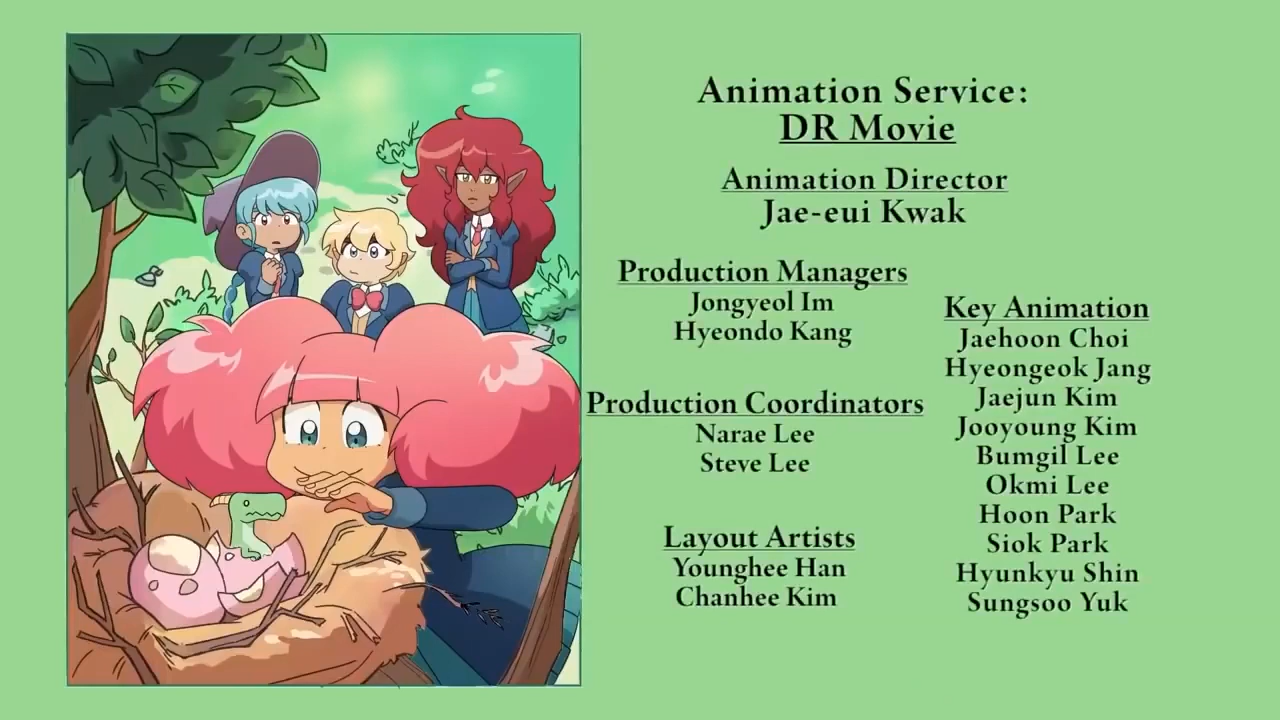 Animation Service:
DR Movie
Animation Director
Jae-eui Kwak
Production Managers
Jongyeol Im
Hyeondo Kang
Production Coordinators
Narae Lee
Steve Lee
Layout Artists
Younghee Han
Chanhee Kim
Key Animation
Jaehoon Choi
Hyeongeok Jang
Jaejun Kim
Jooyoung Kim
Bumgil Lee
Okmi Lee
Hoon Park
Siok Park
Hyunkyu Shin
Sungsoo Yuk